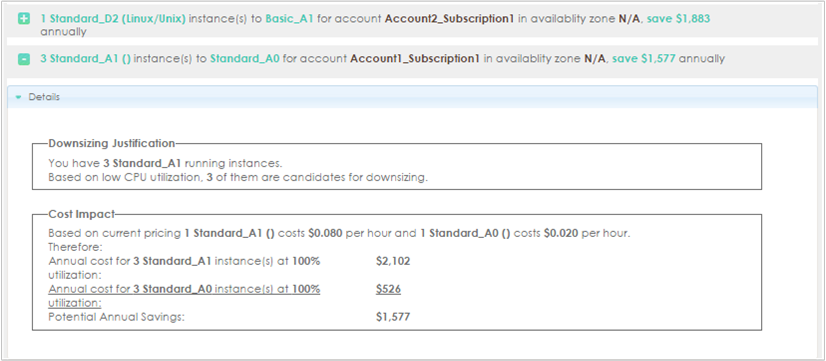 1 Standard_D2 (Linux/Unix) instance(s) to Basic_A1 for account Account2_Subscription1 in availablity zone N/A, save $1,883
annually
3 Standard_A1 () instance(s) to Standard_A0 for account Account1_Subscription1 in availablity zone N/A, save $1,577 annually
Details
Downsizing Justification
You have 3 Standard_A1 running instances.
Based on low CPU utilization, 3 of them are candidates for downsizing.
Cost Impact
Based on current pricing 1 Standard_A1 () costs $0.080 per hour and 1 Standard_A0 () costs $0.020 per hour.
Therefore:
Annual cost for 3 Standard_A1 instance(s) at 100% $2,102
utilization:
Annual cost for 3 Standard_A0 instance(s) at 100% $526
utilization:
Potential Annual Savings: $1,577